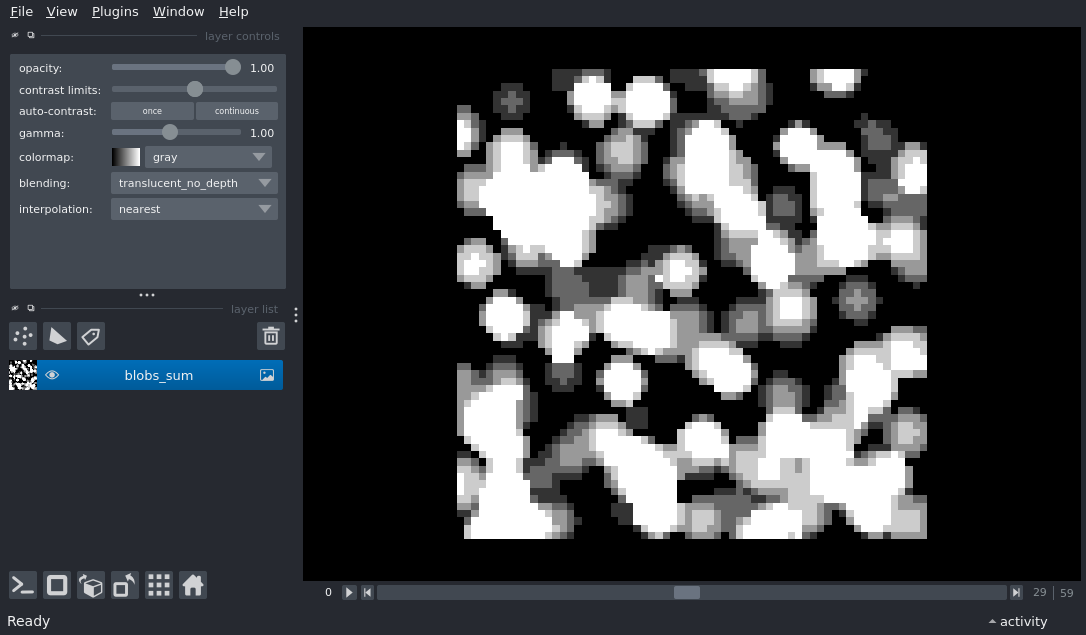 File View Plugins Window Help
layer controls
opacity: 1.00
contrast limits:
auto-contrast: once continuous
gamma: 1.00
colormap: gray
blending: translucent_no_depth
interpolation: nearest
layer list
blobs_sum
0 29 59
Ready activity